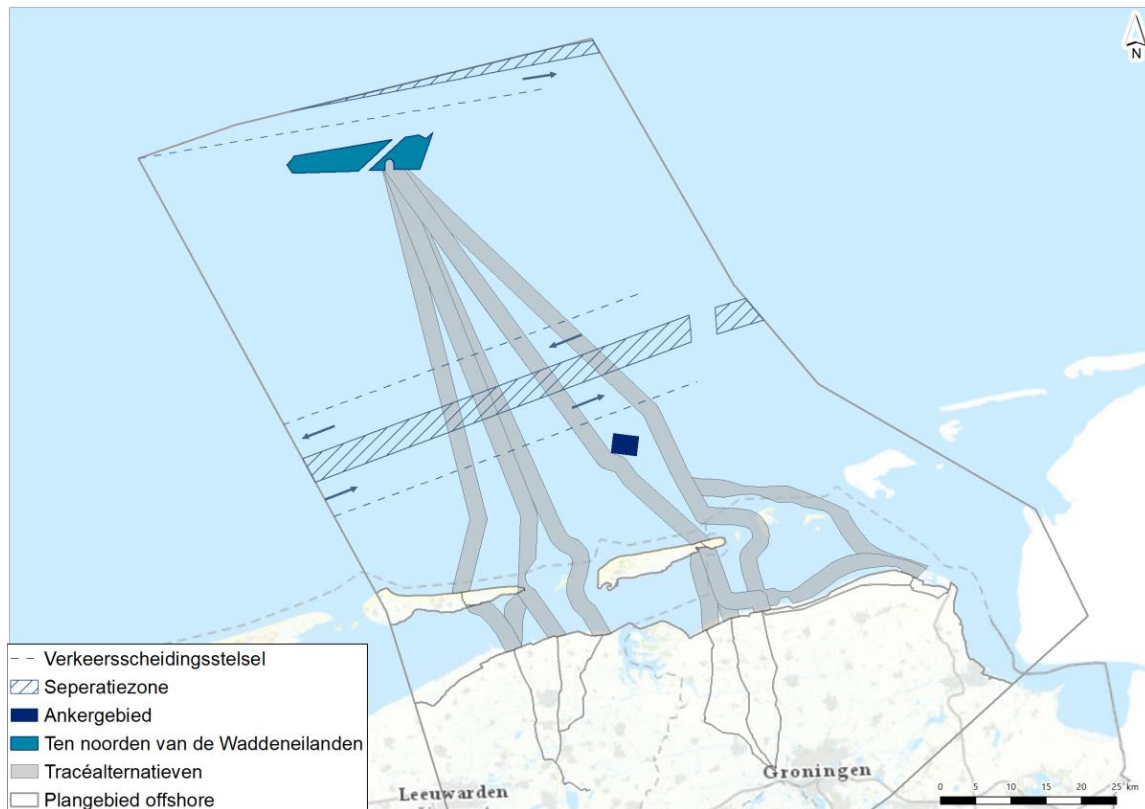 N
Verkeersscheidingsstelsel
Seperatiezone
Ankergebied
Ten noorden van de Waddeneilanden
Tracéalternatieven
Plangebied offshore
Leeuwarden
Groningen
0 5 10 15 20 25 km